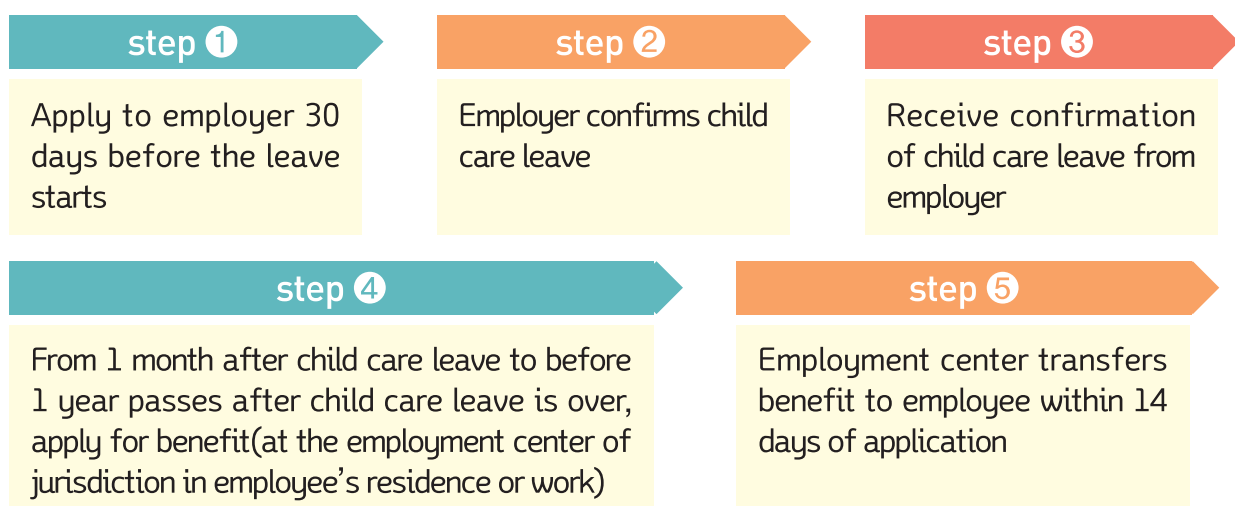 step ❶
Apply to employer 30
days before the leave
starts
step ❷
Employer confirms child
care leave
step ❸
Receive confirmation
of child care leave from
employer
step ❹
From 1 month after child care leave to before
1 year passes after child care leave is over,
apply for benefit(at the employment center of
jurisdiction in employee’s residence or work)
step ❺
Employment center transfers
benefit to employee within 14
days of application